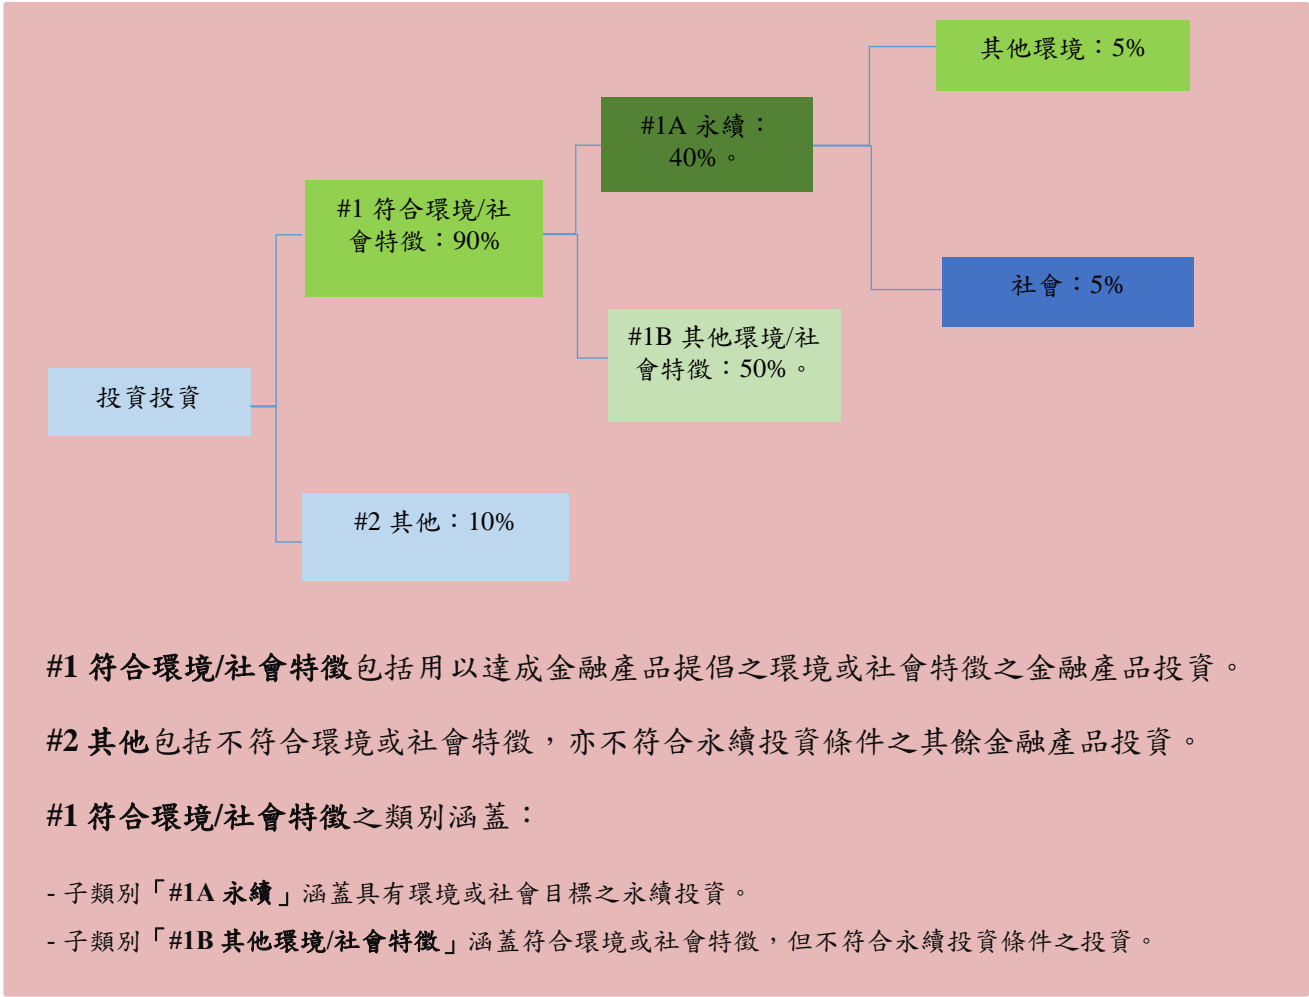 其他環境：5%
#1A 永續：
40%。
#1 符合環境/社
會特徵：90%
社會：5%
#1B 其他環境/社
會特徵：50%。
投資投資
#2 其他：10%
#1 符合環境/社會特徵包括用以達成金融產品提倡之環境或社會特徵之金融產品投資。
#2 其他包括不符合環境或社會特徵，亦不符合永續投資條件之其餘金融產品投資。
#1 符合環境/社會特徵之類別涵蓋：
- 子類別「#1A 永續」涵蓋具有環境或社會目標之永續投資。
- 子類別「#1B 其他環境/社會特徵」涵蓋符合環境或社會特徵，但不符合永續投資條件之投資。